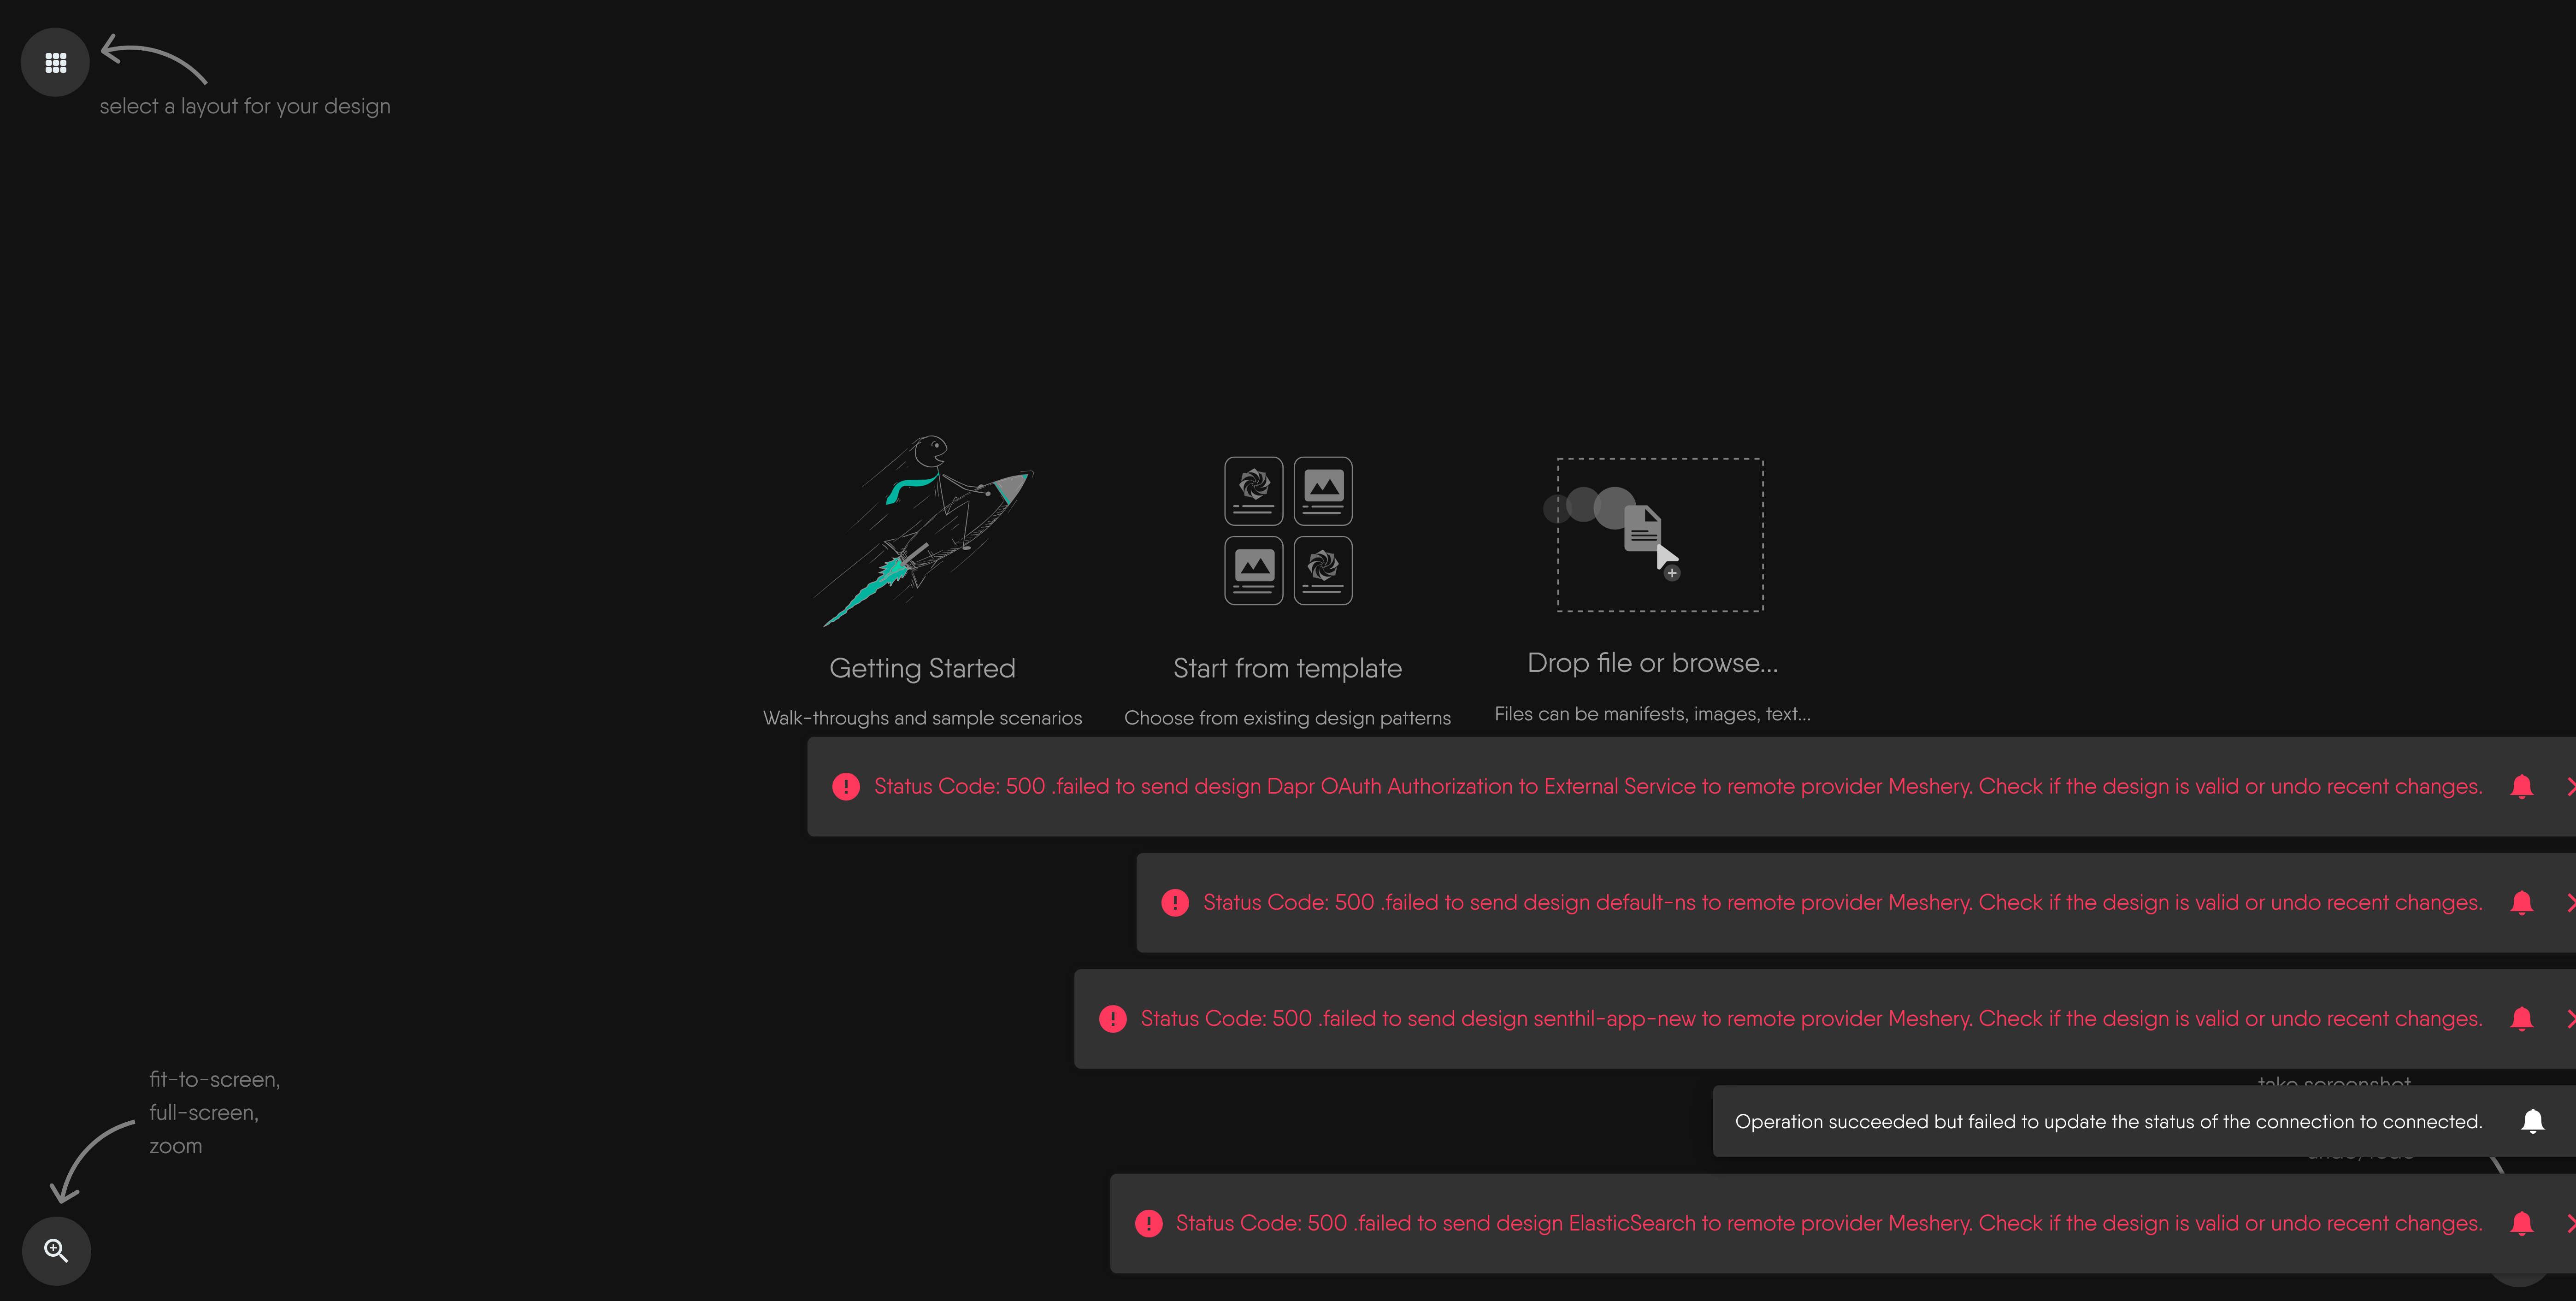 select a layout for your design
Getting Started
Start from template
Drop file or browse...
Walk-throughs and sample scenarios
Choose from existing design patterns
Files can be manifests, images, text...
Status Code: 500 .failed to send design Dapr OAuth Authorization to External Service to remote provider Meshery. Check if the design is valid or undo recent changes.
Status Code: 500 .failed to send design default-ns to remote provider Meshery. Check if the design is valid or undo recent changes.
Status Code: 500 .failed to send design senthil-app-new to remote provider Meshery. Check if the design is valid or undo recent changes.
fit-to-screen,
full-screen,
zoom
take screenshot
Operation succeeded but failed to update the status of the connection to connected.
Status Code: 500 .failed to send design ElasticSearch to remote provider Meshery. Check if the design is valid or undo recent changes.